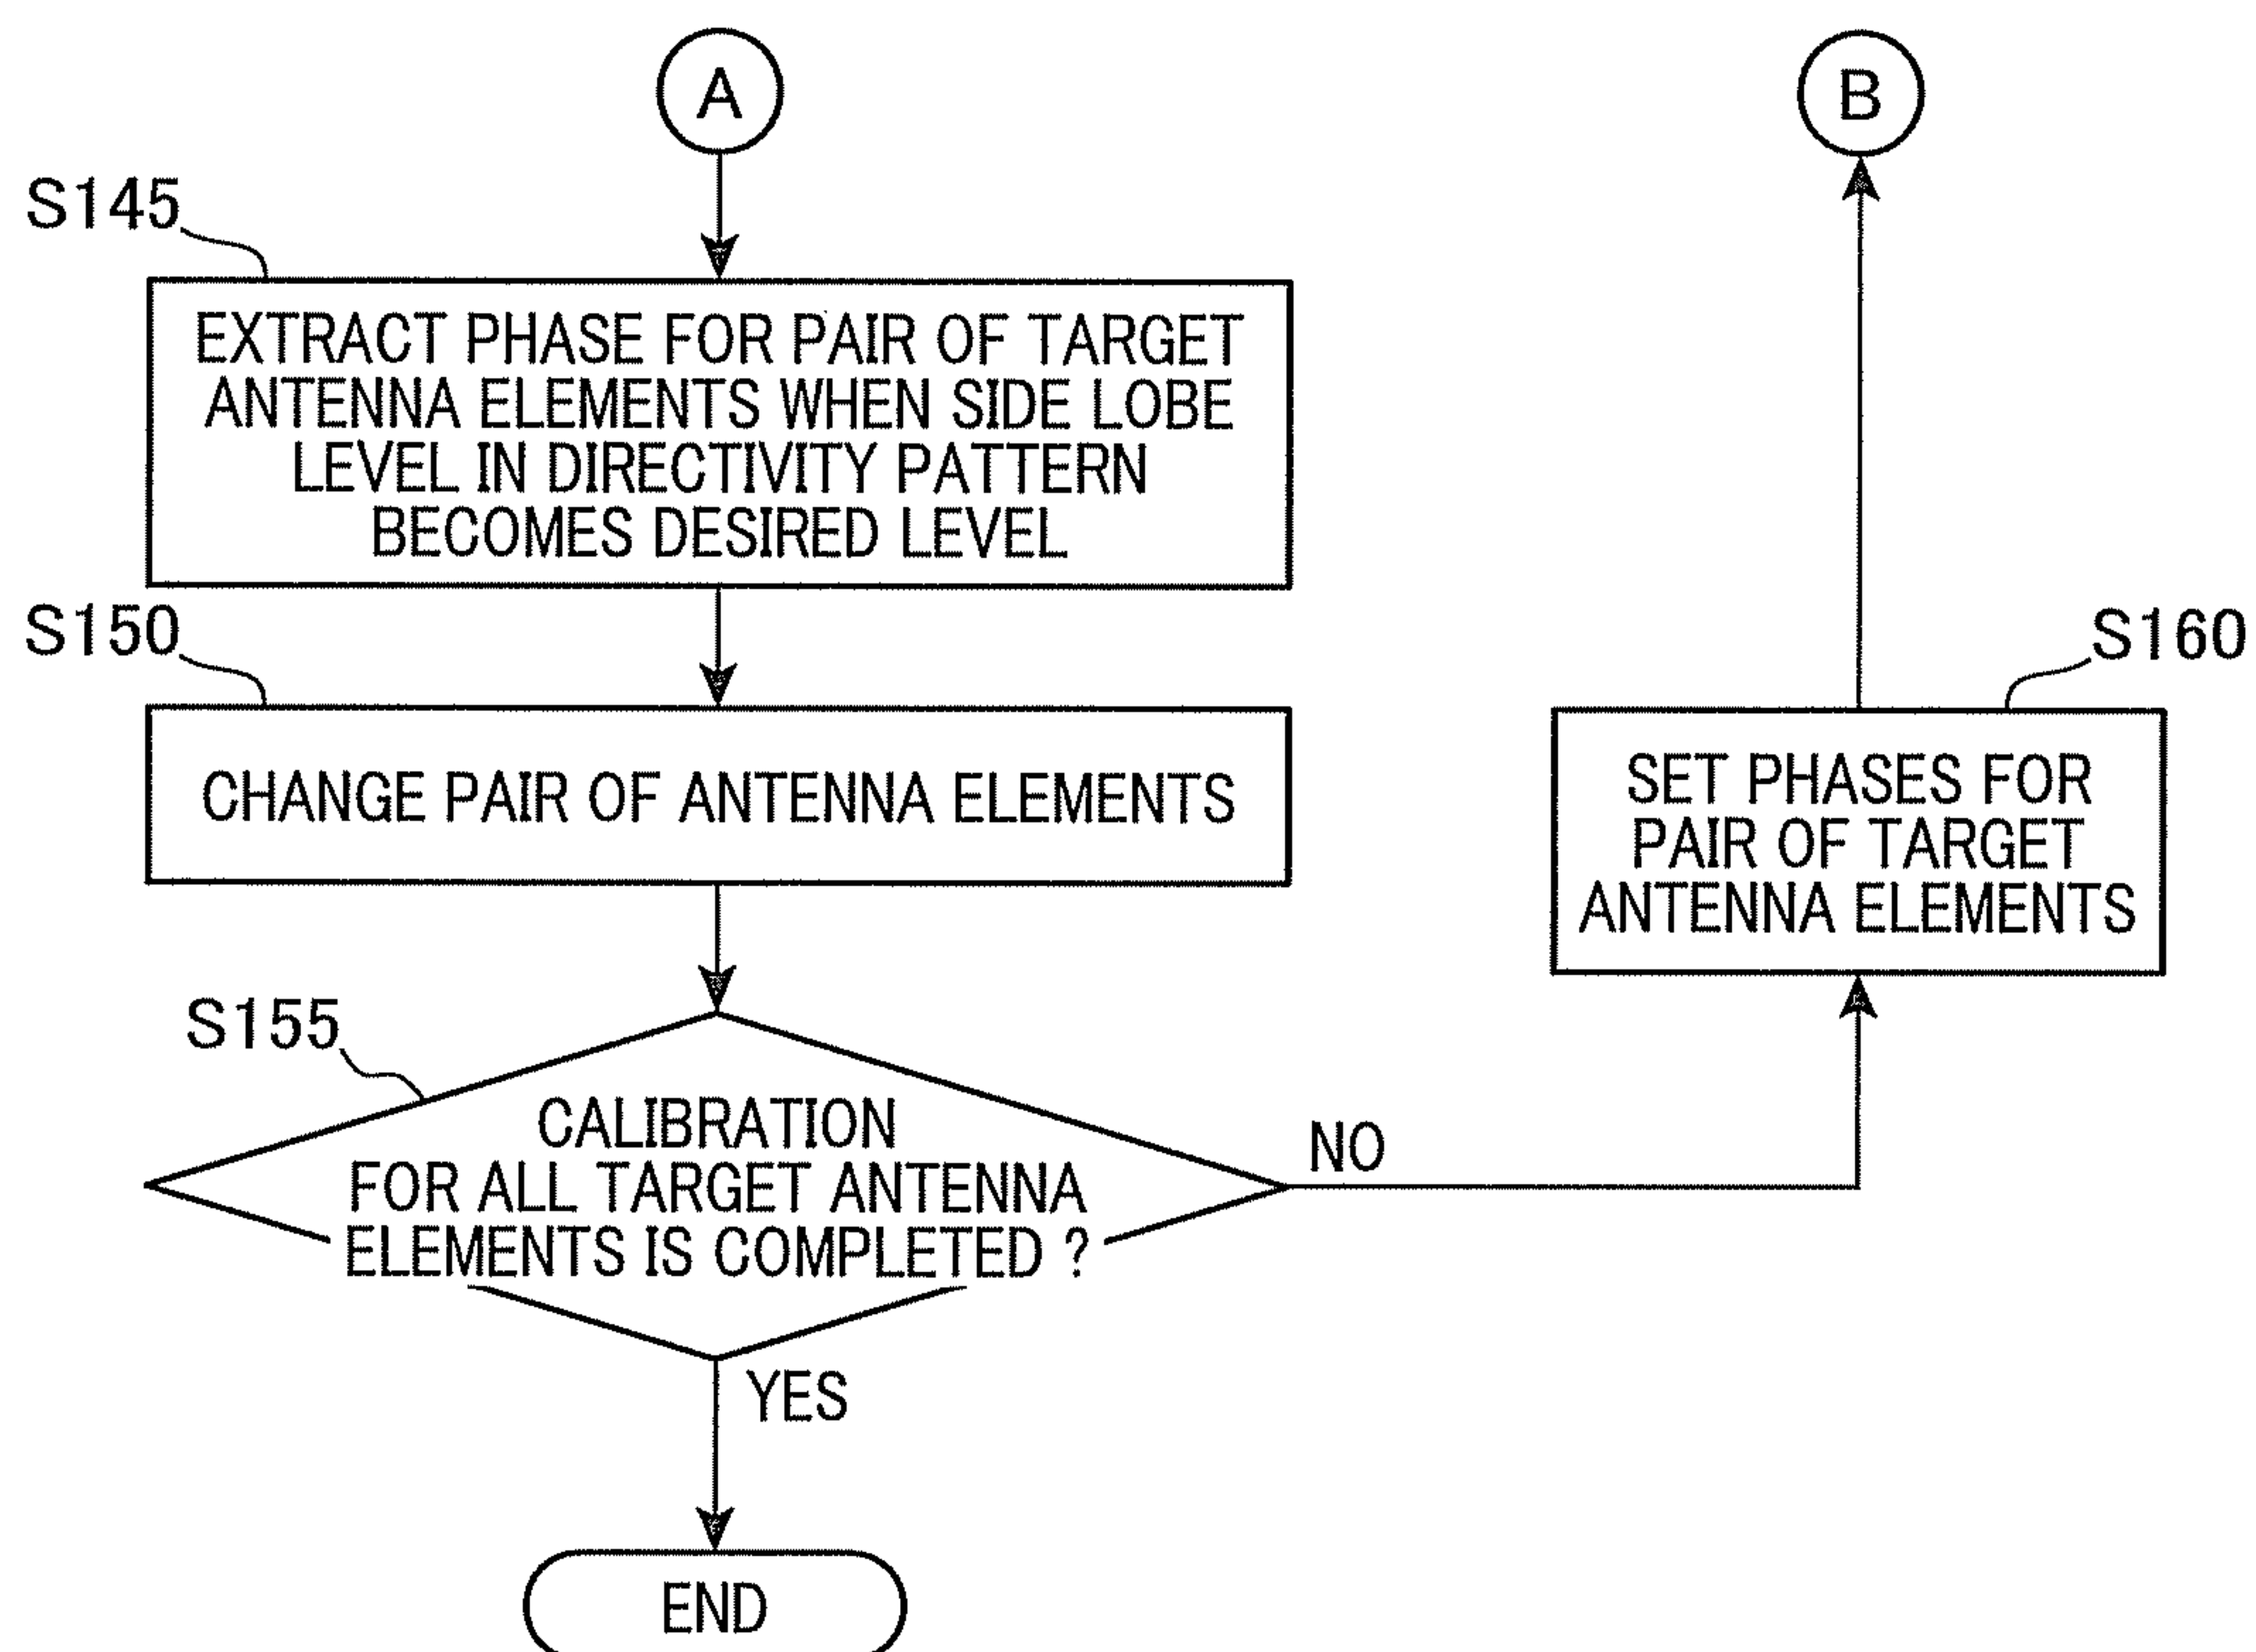 A
B
S145
EXTRACT PHASE FOR PAIR OF TARGET
ANTENNA ELEMENTS WHEN SIDE LOBE
LEVEL IN DIRECTIVITY PATTERN
BECOMES DESIRED LEVEL
S150
CHANGE PAIR OF ANTENNA ELEMENTS
S160
SET PHASES FOR
PAIR OF TARGET
ANTENNA ELEMENTS
S155
CALIBRATION
FOR ALL TARGET ANTENNA
ELEMENTS IS COMPLETED ?
NO
YES
END